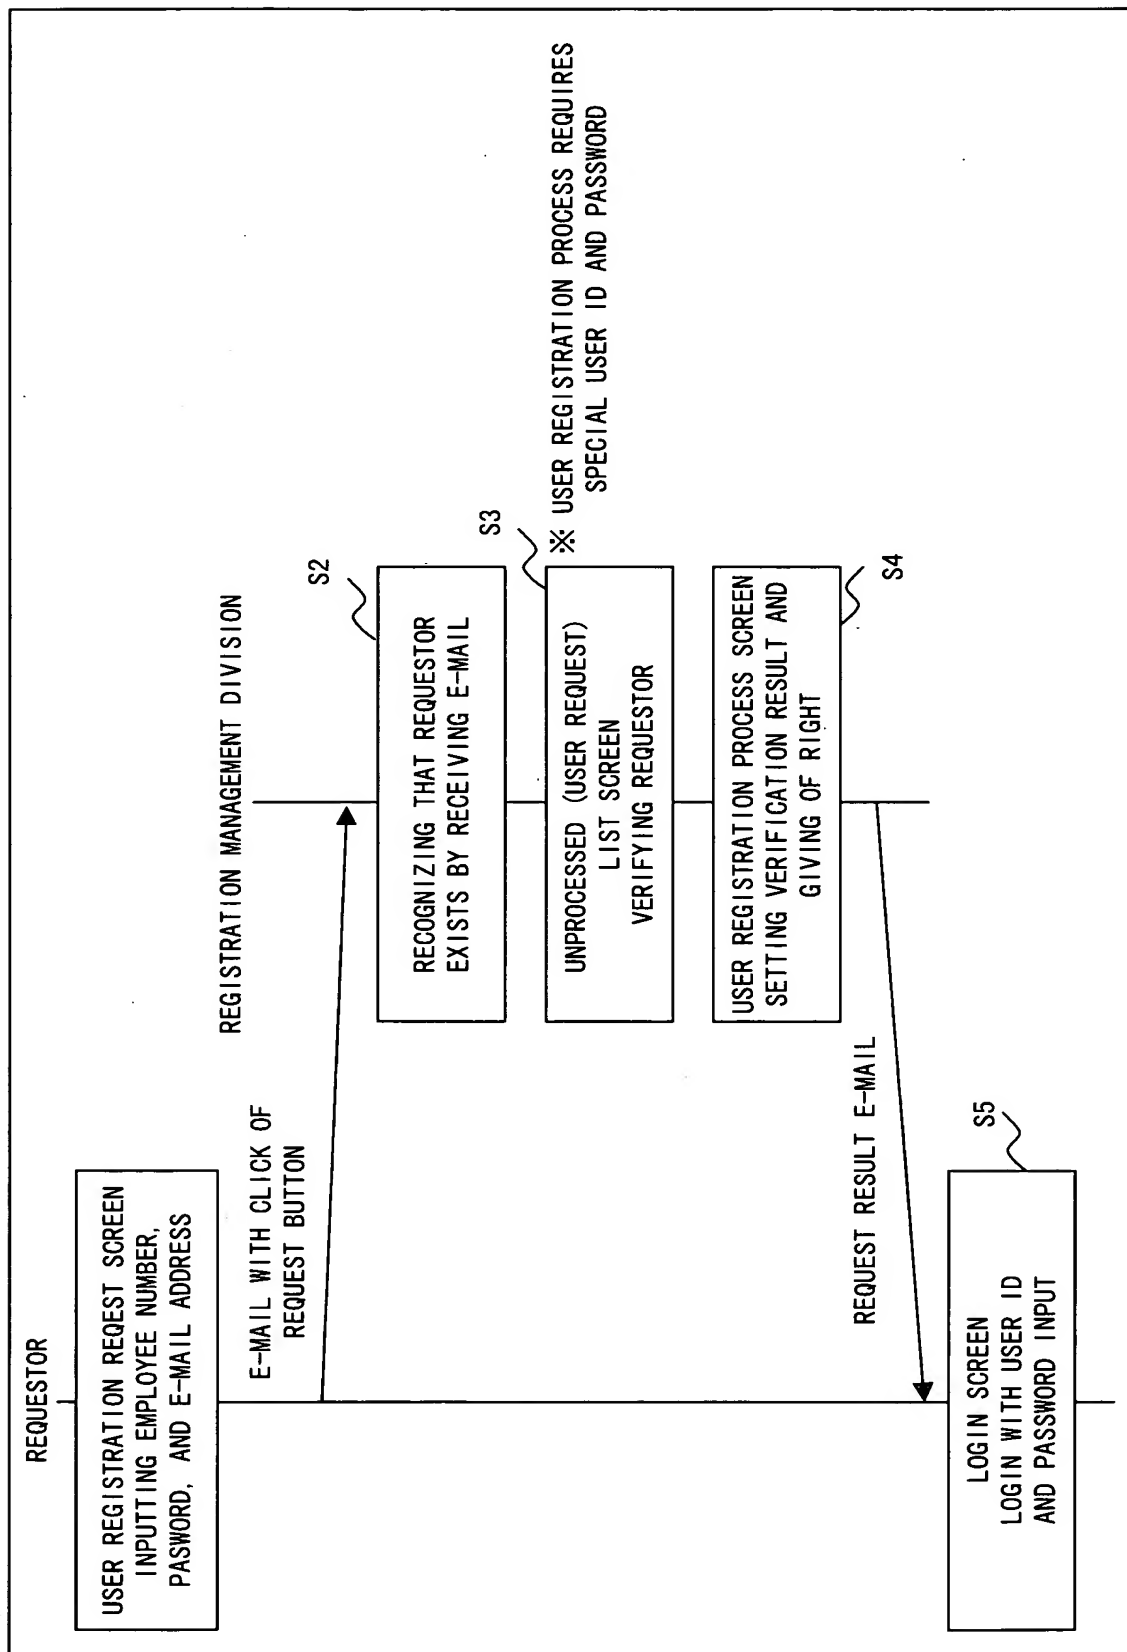 REQUESTOR
USER REGISTRATION REQEST SCREEN
INPUTTING EMPLOYEE NUMBER,
PASWORD, AND E-MAIL ADDRESS
E-MAIL WITH CLICK OF
REQUEST BUTTON
REGISTRATION MANAGEMENT DIVISION
S2
RECOGNIZING THAT REQUESTOR
EXISTS BY RECEIVING E-MAIL
S3
※ USER REGISTRATION PROCESS REQUIRES
SPECIAL USER ID AND PASSWORD
UNPROCESSED (USER REQUEST)
LIST SCREEN
VERIFYING REQUESTOR
USER REGISTRATION PROCESS SCREEN
SETTING VERIFICATION RESULT AND
GIVING OF RIGHT
S4
REQUEST RESULT E-MAIL
S5
LOGIN SCREEN
LOGIN WITH USER ID
AND PASSWORD INPUT